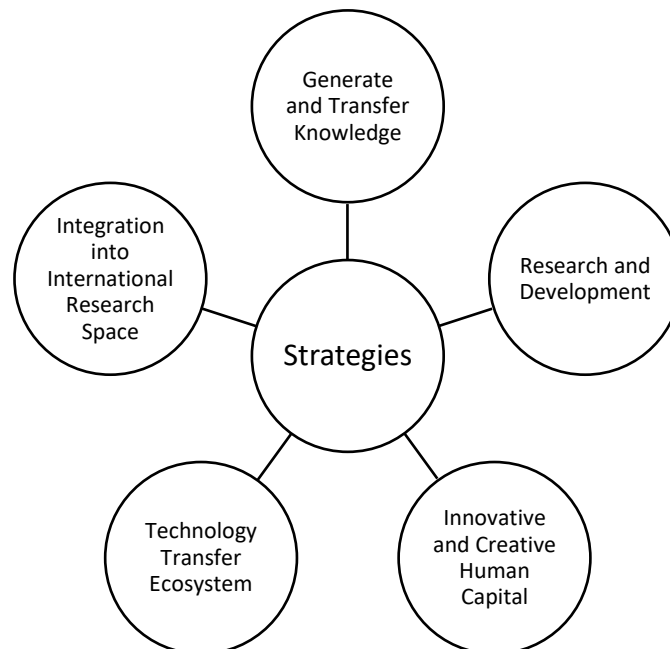 Generate
and Transfer
Knowledge
Integration
into
International
Research
Space
Research and
Development
Strategies
Technology
Transfer
Ecosystem
Innovative
and Creative
Human
Capital